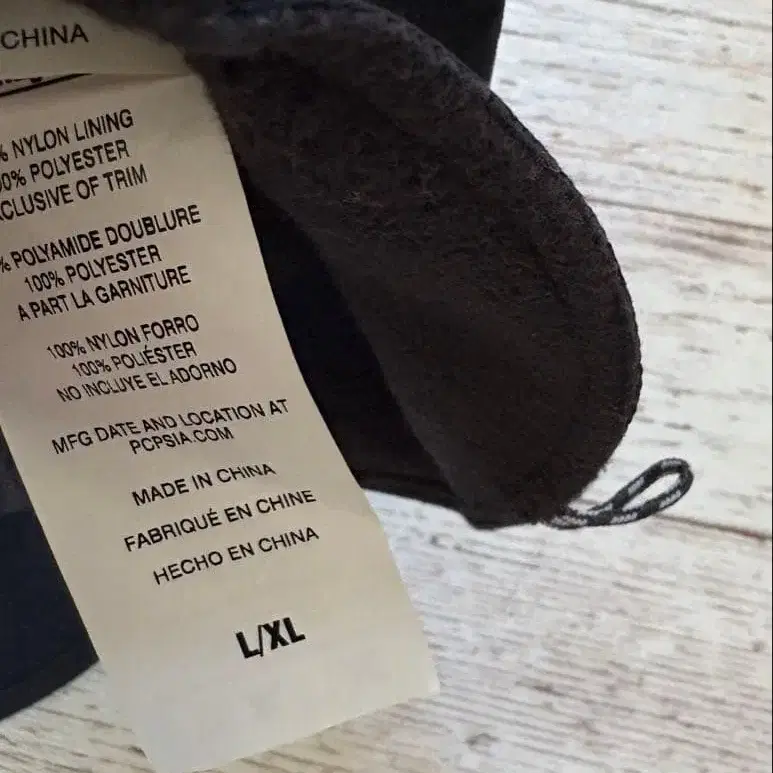 CHINA
% NYLON LINING
00% POLYESTER
CLUSIVE OF TRIM
% POLYAMIDE DOUBLURE
100% POLYESTER
A PART LA GARNITURE
100% NYLON FORRO
100% POLIÉSTER
NO INCLUYE EL ADORNO
MFG DATE AND LOCATION AT
PCPSIA.COM
MADE IN CHINA
FABRIQUÉ EN CHINE
HECHO EN CHINA
L/XL